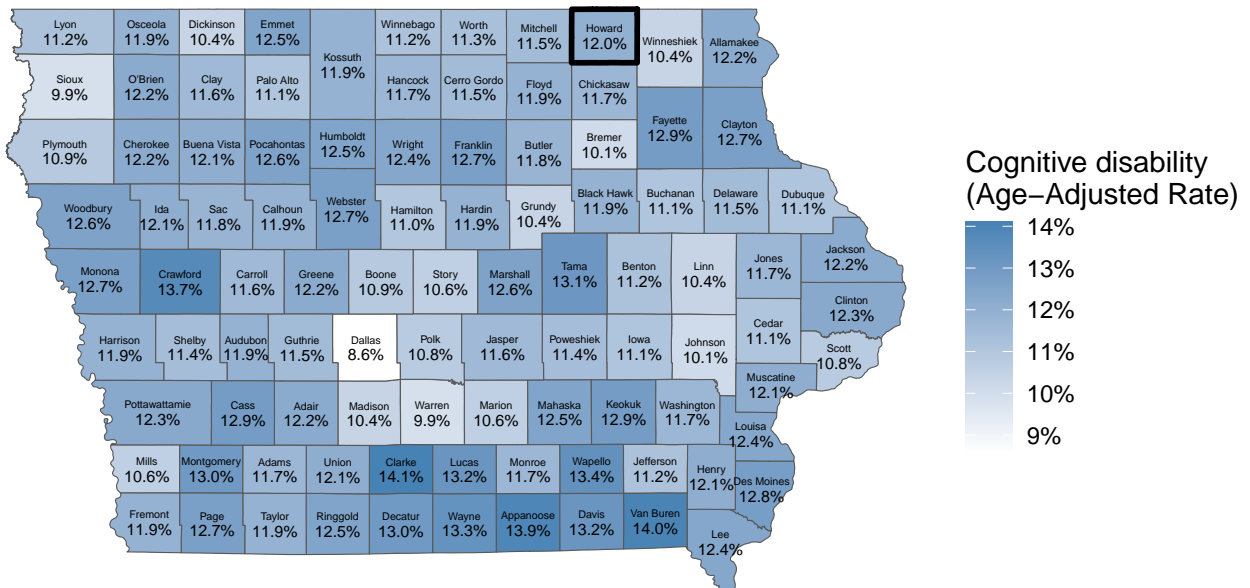 Lyon
11.2%
Osceola
11.9%
Dickinson
10.4%
Emmet
12.5%
Kossuth
11.9%
Winnebago
11.2%
Worth
11.3%
Mitchell
11.5%
Howard
12.0%
Winneshiek
10.4%
Allamakee
12.2%
Sioux
9.9%
O'Brien
12.2%
Clay
11.6%
Palo Alto
11.1%
Hancock
11.7%
Cerro Gordo
11.5%
Floyd
11.9%
Chickasaw
11.7%
Fayette
12.9%
Clayton
12.7%
Plymouth
10.9%
Cherokee
12.2%
Buena Vista
12.1%
Pocahontas
12.6%
Humboldt
12.5%
Wright
12.4%
Franklin
12.7%
Butler
11.8%
Bremer
10.1%
Woodbury
12.6%
Ida
12.1%
Sac
11.8%
Calhoun
11.9%
Webster
12.7%
Hamilton
11.0%
Hardin
11.9%
Grundy
10.4%
Black Hawk
11.9%
Buchanan
11.1%
Delaware
11.5%
Dubuque
11.1%
Monona
12.7%
Crawford
13.7%
Carroll
11.6%
Greene
12.2%
Boone
10.9%
Story
10.6%
Marshall
12.6%
Tama
13.1%
Benton
11.2%
Linn
10.4%
Jones
11.7%
Jackson
12.2%
Clinton
12.3%
Harrison
11.9%
Shelby
11.4%
Audubon
11.9%
Guthrie
11.5%
Dallas
8.6%
Polk
10.8%
Jasper
11.6%
Poweshiek
11.4%
Iowa
11.1%
Johnson
10.1%
Cedar
11.1%
Scott
10.8%
Muscatine
12.1%
Pottawattamie
12.3%
Cass
12.9%
Adair
12.2%
Madison
10.4%
Warren
9.9%
Marion
10.6%
Mahaska
12.5%
Keokuk
12.9%
Washington
11.7%
Louisa
12.4%
Mills
10.6%
Montgomery
13.0%
Adams
11.7%
Union
12.1%
Clarke
14.1%
Lucas
13.2%
Monroe
11.7%
Wapello
13.4%
Jefferson
11.2%
Henry
12.1%
Des Moines
12.8%
Fremont
11.9%
Page
12.7%
Taylor
11.9%
Ringgold
12.5%
Decatur
13.0%
Wayne
13.3%
Appanoose
13.9%
Davis
13.2%
Van Buren
14.0%
Lee
12.4%
Cognitive disability
(Age−Adjusted Rate)
14%
13%
12%
11%
10%
9%